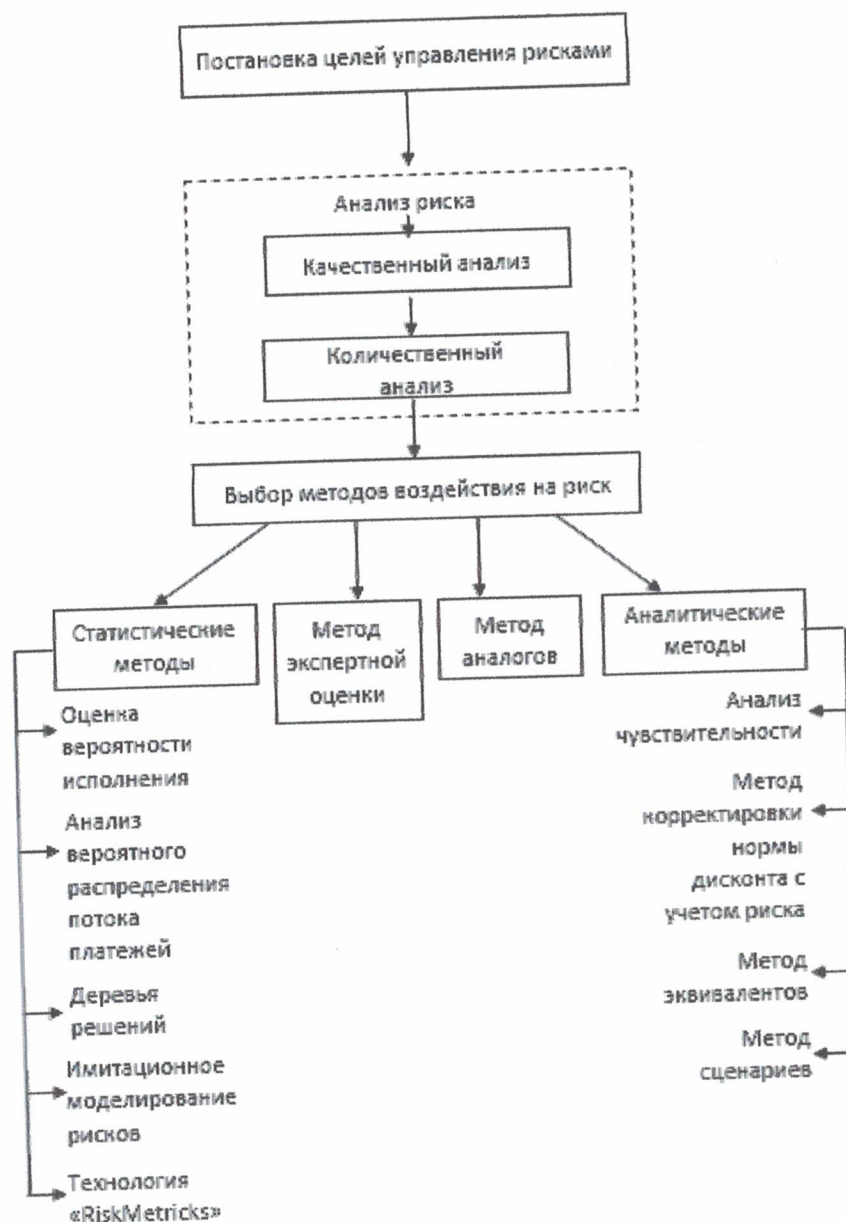 Постановка целей управления рисками
Анализ риска
Качественный анализ
Количественный
анализ
Выбор методов воздействия на риск
Статистические
методы
Метод
экспертной
оценки
Метод
аналогов
Аналитические
методы
Оценка
вероятности
исполнения
Анализ
вероятного
распределения
потока
платежей
Деревья
решений
Имитационное
моделирование
рисков
Технология
«RiskMetricks»
Анализ
чувствительности
Метод
корректировки
нормы
дисконта с
учетом риска
Метод
эквивалентов
Метод
сценариев